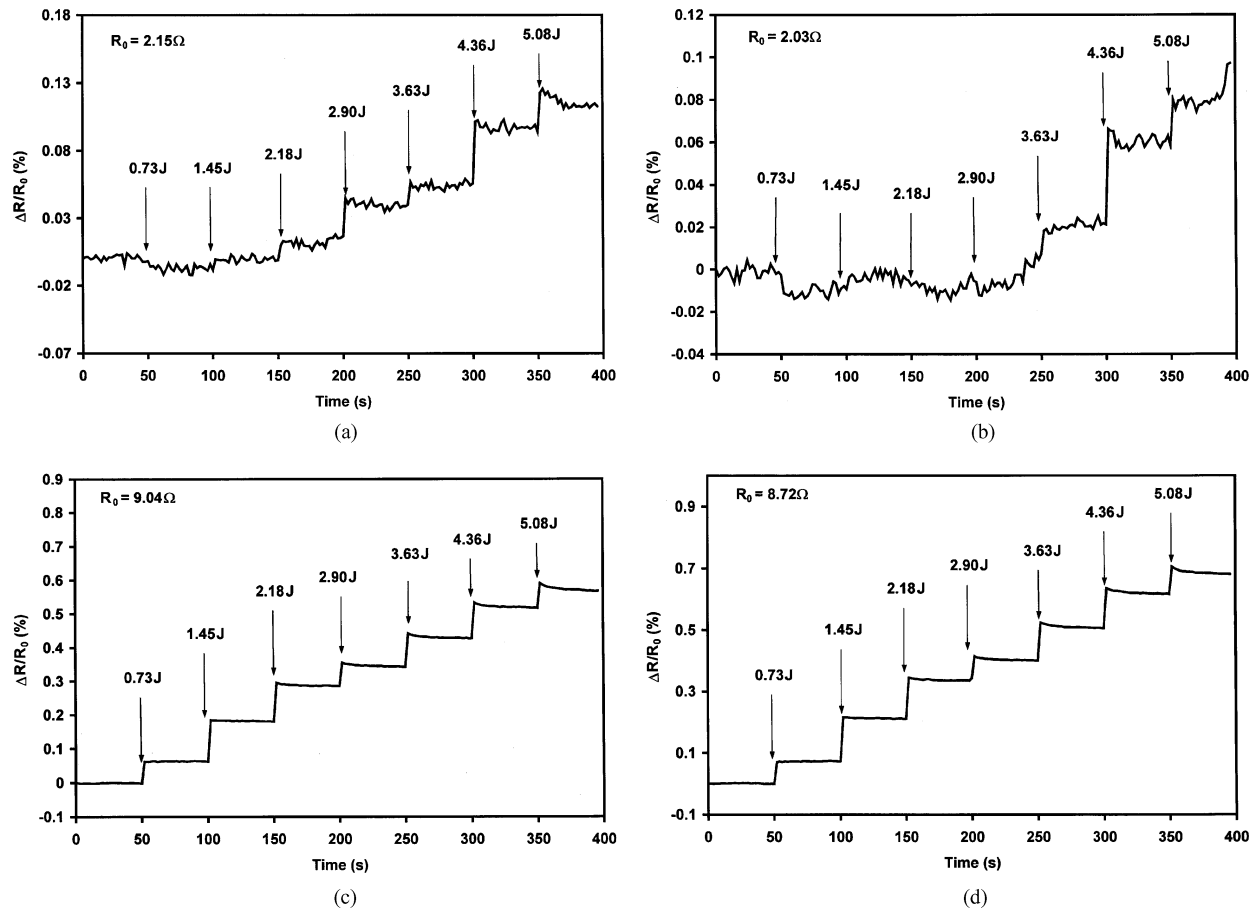 0.18
0.13
0.08
0.03
-0.02
-0.07
ΔR/R₀ (%)
R₀ = 2.15Ω
0.73J
1.45J
2.18J
2.90J
3.63J
4.36J
5.08J
0 50 100 150 200 250 300 350 400
Time (s)
(a)
0.12
0.1
0.08
0.06
0.04
0.02
0
-0.02
-0.04
ΔR/R₀ (%)
R₀ = 2.03Ω
0.73J
1.45J
2.18J
2.90J
3.63J
4.36J
5.08J
0 50 100 150 200 250 300 350 400
Time (s)
(b)
0.9
0.8
0.7
0.6
0.5
0.4
0.3
0.2
0.1
0
-0.1
ΔR/R₀ (%)
R₀ = 9.04Ω
0.73J
1.45J
2.18J
2.90J
3.63J
4.36J
5.08J
0 50 100 150 200 250 300 350 400
Time (s)
(c)
0.9
0.7
0.5
0.3
0.1
-0.1
ΔR/R₀ (%)
R₀ = 8.72Ω
0.73J
1.45J
2.18J
2.90J
3.63J
4.36J
5.08J
0 50 100 150 200 250 300 350 400
Time (s)
(d)